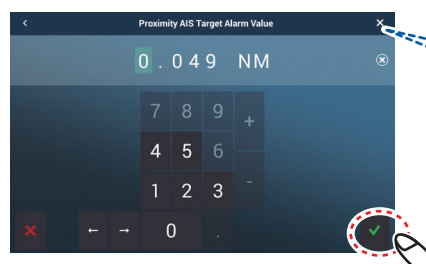 Proximity AIS Target Alarm Value
0.049 NM
7 8 9 +
4 5 6
1 2 3 -
← → 0 .